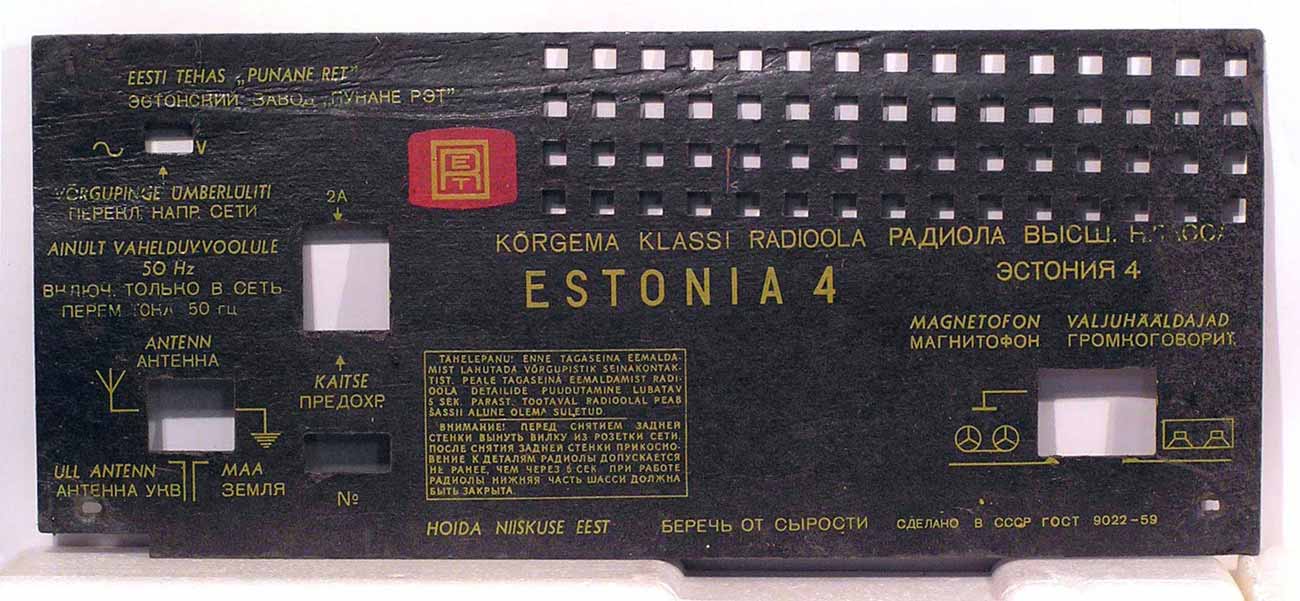 EESTI TEHAS „PUNANE RET"
ЭСТОНСКИЙ ЗАВОД „ПУНАНЕ РЭТ"
V
VÕRGUPINGE ÜMBERLÜLITI
ПЕРЕКЛ. НАПР. СЕТИ
AINULT VAHELDUVVOOLULE
50 Hz
ВКЛЮЧ. ТОЛЬКО В СЕТЬ
ПЕРЕМ ТОКА 50 гц
ANTENN
АНТЕННА
ULL ANTENN
АНТЕННА УКВ
MAA
ЗЕМЛЯ
2A
KAITSE
ПРЕДОХР.
№
RET
KÕRGEMA KLASSI RADIOOLA
ESTONIA 4
РАДИОЛА ВЫСШ. КЛАССА
ЭСТОНИЯ 4
TÄHELEPANU! ENNE TAGASEINA EEMALDA-
MIST LAHUTADA VÕRGUPISTIK SEINAKONTAK-
TIST. PEALE TAGASEINA EEMALDAMIST RADI-
OOLA DETAILIDE PUUDUTAMINE LUBATAV
5 SEK. PÄRAST. TÖÖTAVAL RADIOOLAL PEAB
ŠASSII ALUNE OLEMA SULETUD.
ВНИМАНИЕ! ПЕРЕД СНЯТИЕМ ЗАДНЕЙ
СТЕНКИ ВЫНУТЬ ВИЛКУ ИЗ РОЗЕТКИ СЕТИ.
ПОСЛЕ СНЯТИЯ ЗАДНЕЙ СТЕНКИ ПРИКОСНО-
ВЕНИЕ К ДЕТАЛЯМ РАДИОЛЫ ДОПУСКАЕТСЯ
НЕ РАНЕЕ, ЧЕМ ЧЕРЕЗ 5 СЕК. ПРИ РАБОТЕ
РАДИОЛЫ НИЖНЯЯ ЧАСТЬ ШАССИ ДОЛЖНА
БЫТЬ ЗАКРЫТА.
MAGNETOFON
МАГНИТОФОН
VALJUHÄÄLDAJAD
ГРОМКОГОВОРИТ.
HOIDA NIISKUSE EEST
БЕРЕЧЬ ОТ СЫРОСТИ
СДЕЛАНО В СССР ГОСТ 9022-59